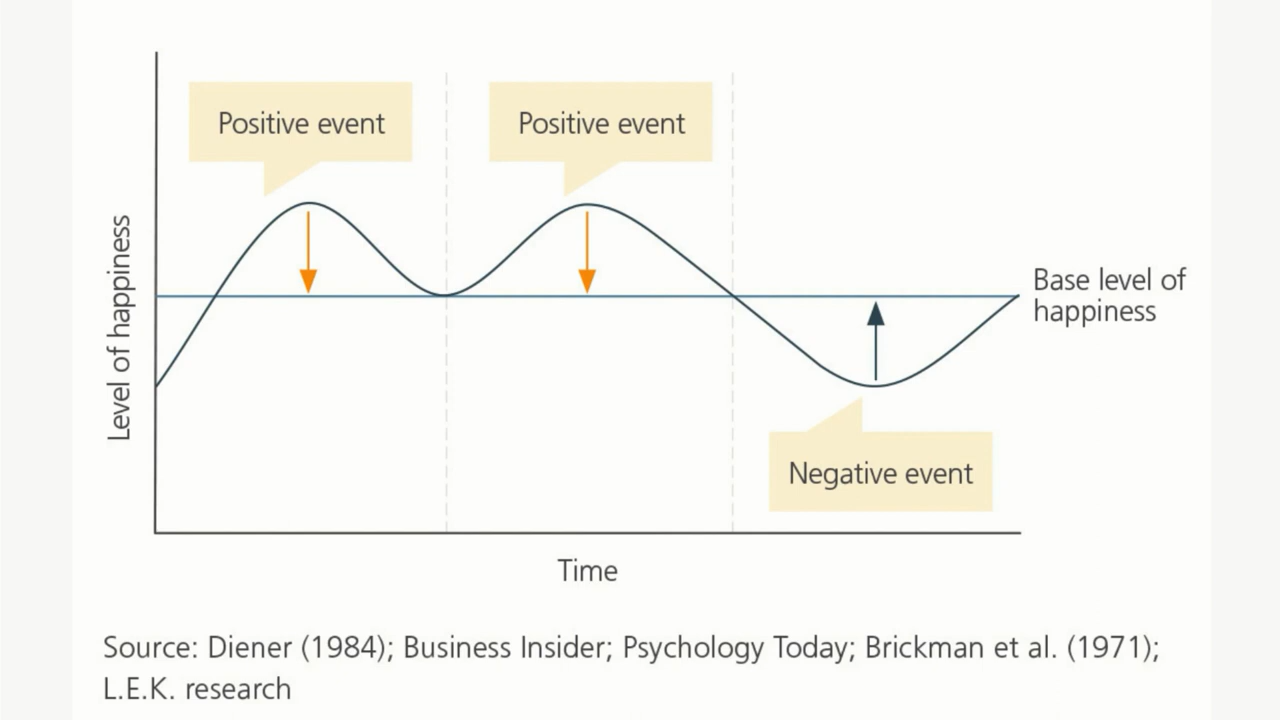 Positive event
Positive event
Level of happiness
Base level of
happiness
Negative event
Time
Source: Diener (1984); Business Insider; Psychology Today; Brickman et al. (1971);
L.E.K. research